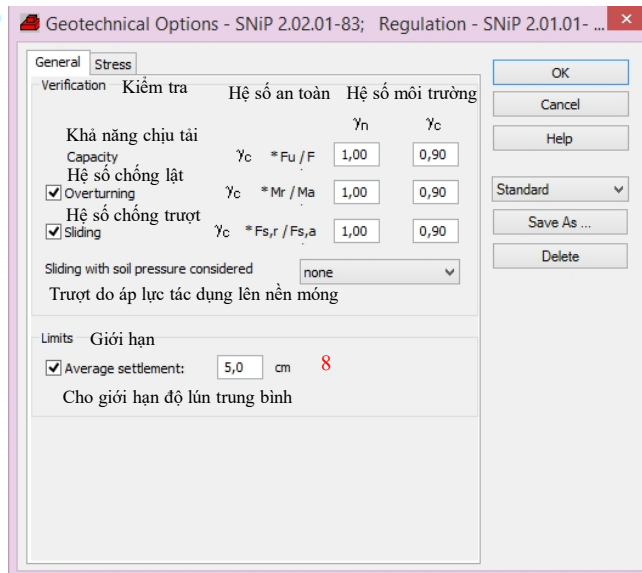 Geotechnical Options - SNiP 2.02.01-83; Regulation - SNiP 2.01.01- ...
General Stress
Verification Kiểm tra Hệ số an toàn Hệ số môi trường
γn γc
Khả năng chịu tải
Capacity γc * Fu / F 1,00 0,90
Hệ số chống lật
Overturning γc * Mr / Ma 1,00 0,90
Hệ số chống trượt
Sliding γc * Fs,r / Fs,a 1,00 0,90
Sliding with soil pressure considered none
Trượt do áp lực tác dụng lên nền móng
Limits Giới hạn
Average settlement: 5,0 cm 8
Cho giới hạn độ lún trung bình
OK
Cancel
Help
Standard
Save As ...
Delete